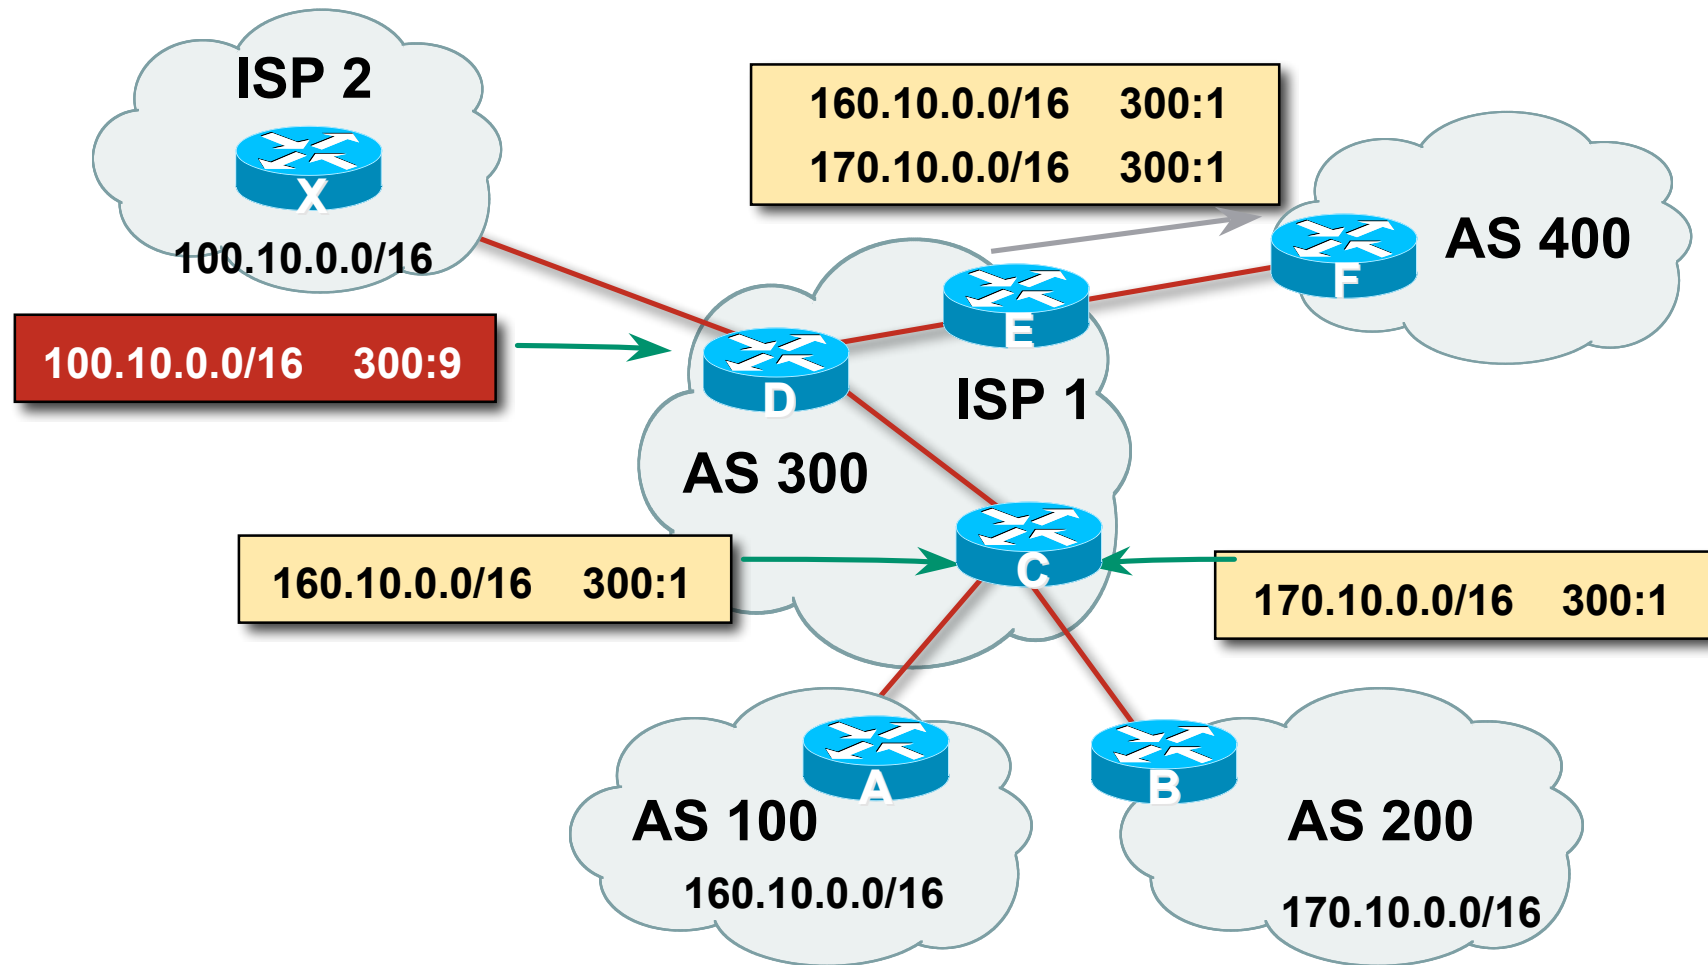 ISP 2
X
100.10.0.0/16
160.10.0.0/16 300:1
170.10.0.0/16 300:1
AS 400
F
E
100.10.0.0/16 300:9
D
ISP 1
AS 300
160.10.0.0/16 300:1
C
170.10.0.0/16 300:1
A
B
AS 100
AS 200
160.10.0.0/16
170.10.0.0/16